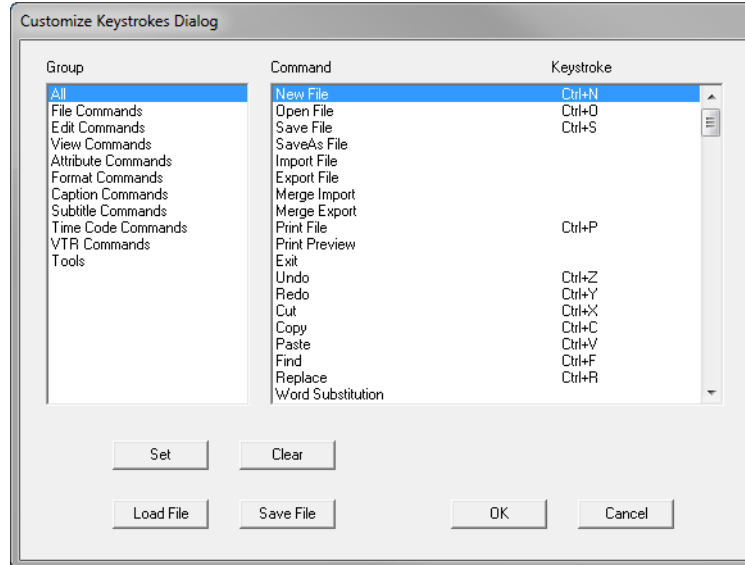 Customize Keystrokes Dialog
Group Command Keystroke
All New File Ctrl+N
File Commands Open File Ctrl+O
Edit Commands Save File Ctrl+S
View Commands SaveAs File
Attribute Commands Import File
Format Commands Export File
Caption Commands Merge Import
Subtitle Commands Merge Export
Time Code Commands Print File Ctrl+P
VTR Commands Print Preview
Tools Exit
Undo Ctrl+Z
Redo Ctrl+Y
Cut Ctrl+X
Copy Ctrl+C
Paste Ctrl+V
Find Ctrl+F
Replace Ctrl+R
Word Substitution
Set Clear
Load File Save File OK Cancel